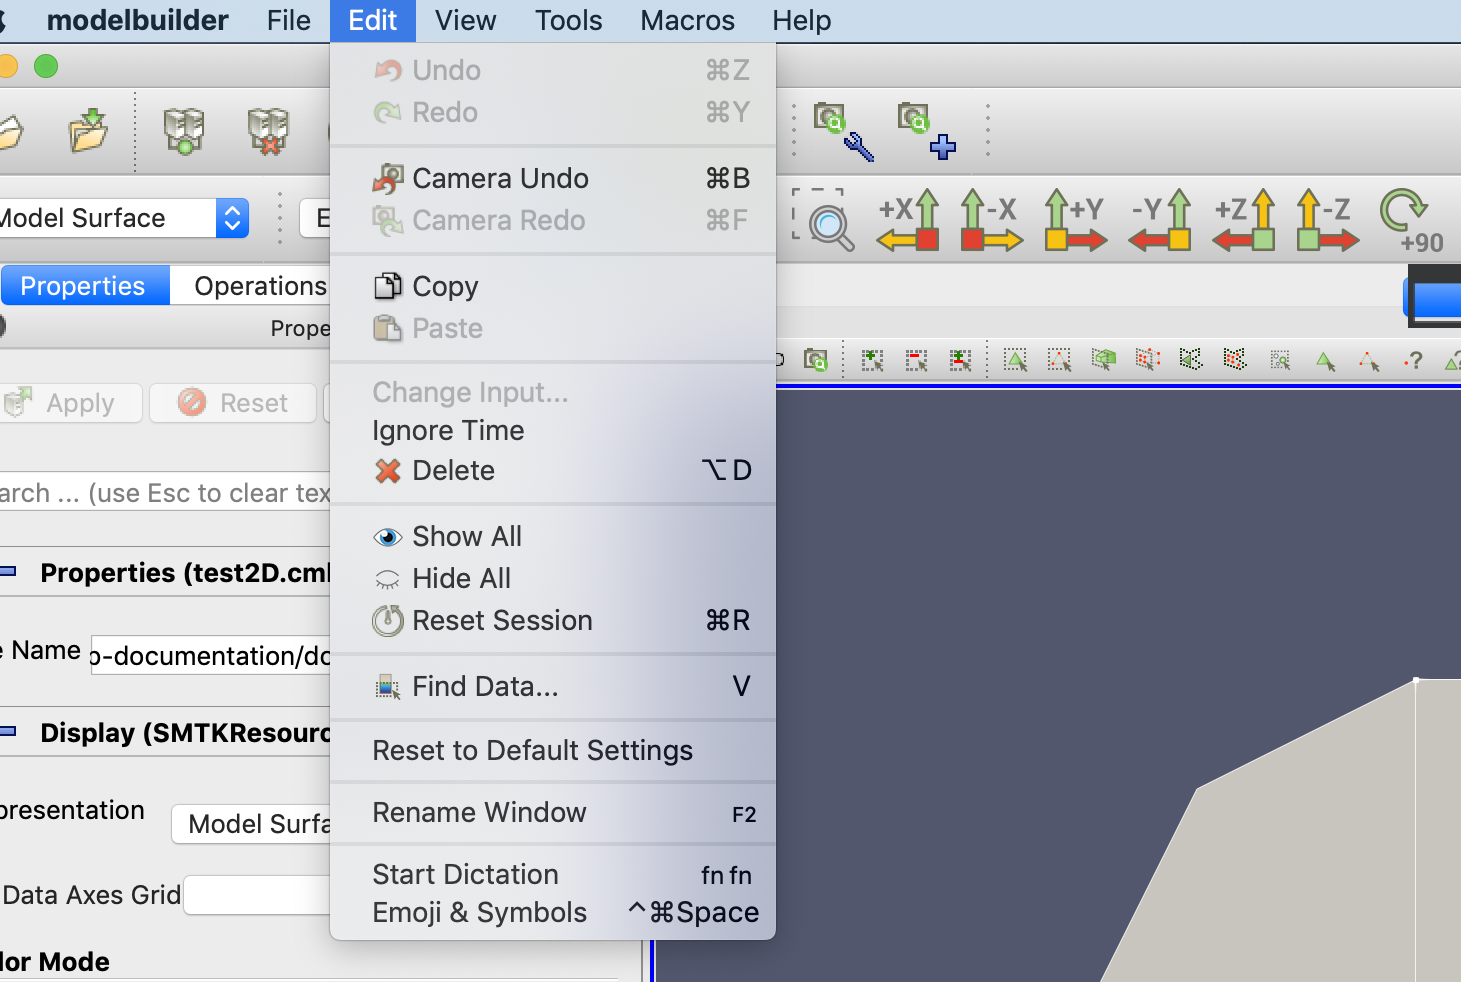 modelbuilder File Edit View Tools Macros Help
Undo ⌘Z
Redo ⌘Y
Camera Undo ⌘B
Camera Redo ⌘F
Copy
Paste
Change Input...
Ignore Time
Delete ⌥D
Show All
Hide All
Reset Session ⌘R
Find Data... V
Reset to Default Settings
Rename Window F2
Start Dictation fn fn
Emoji & Symbols ^⌘Space
+X -X +Y -Y +Z -Z +90
Model Surface E
Properties Operations
Prope
Apply Reset
arch ... (use Esc to clear tex
Properties (test2D.cm
e Name o-documentation/do
Display (SMTKResourc
presentation Model Surfa
Data Axes Grid
lor Mode